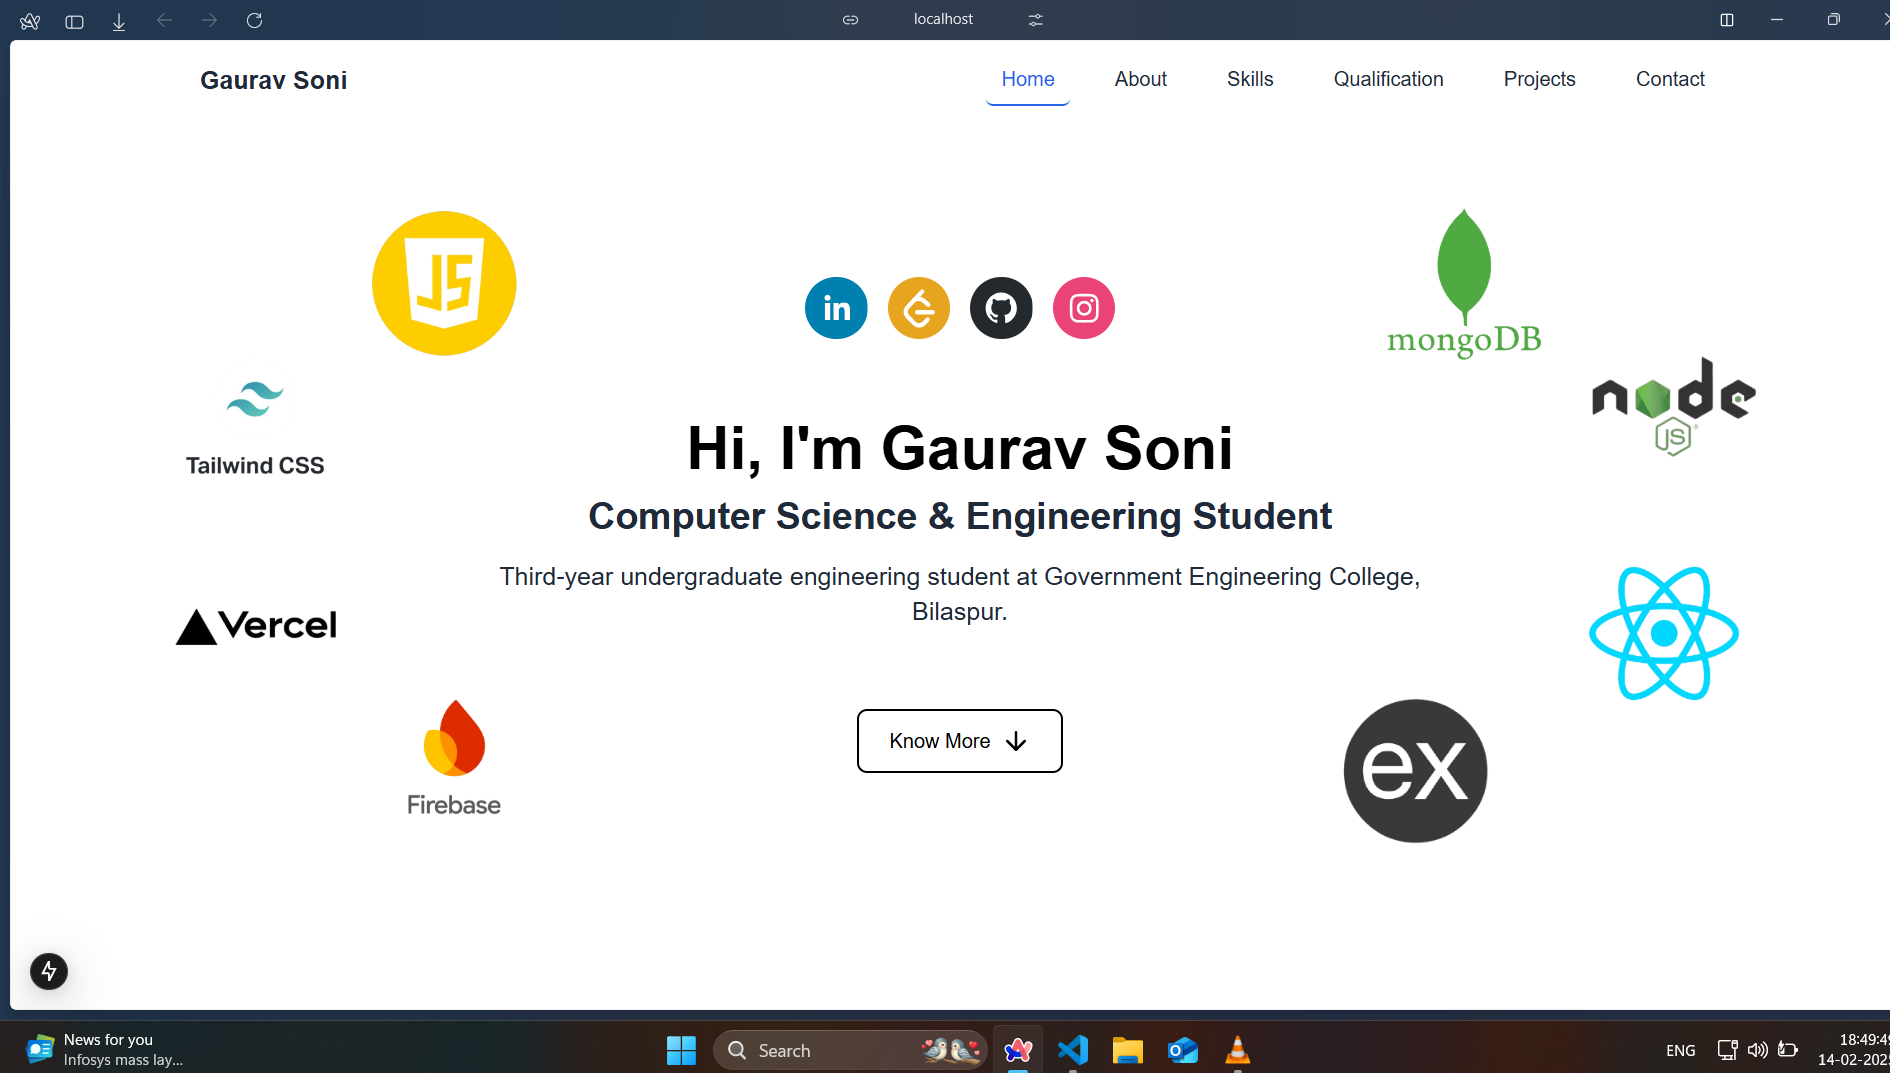 localhost
Gaurav Soni
Home About Skills Qualification Projects Contact
JS
in
mongoDB
node
JS
Tailwind CSS
Hi, I'm Gaurav Soni
Computer Science & Engineering Student
Third-year undergraduate engineering student at Government Engineering College,
Bilaspur.
Vercel
Know More
Firebase
ex
News for you
Infosys mass lay...
Search
ENG
18:49:49
14-02-202